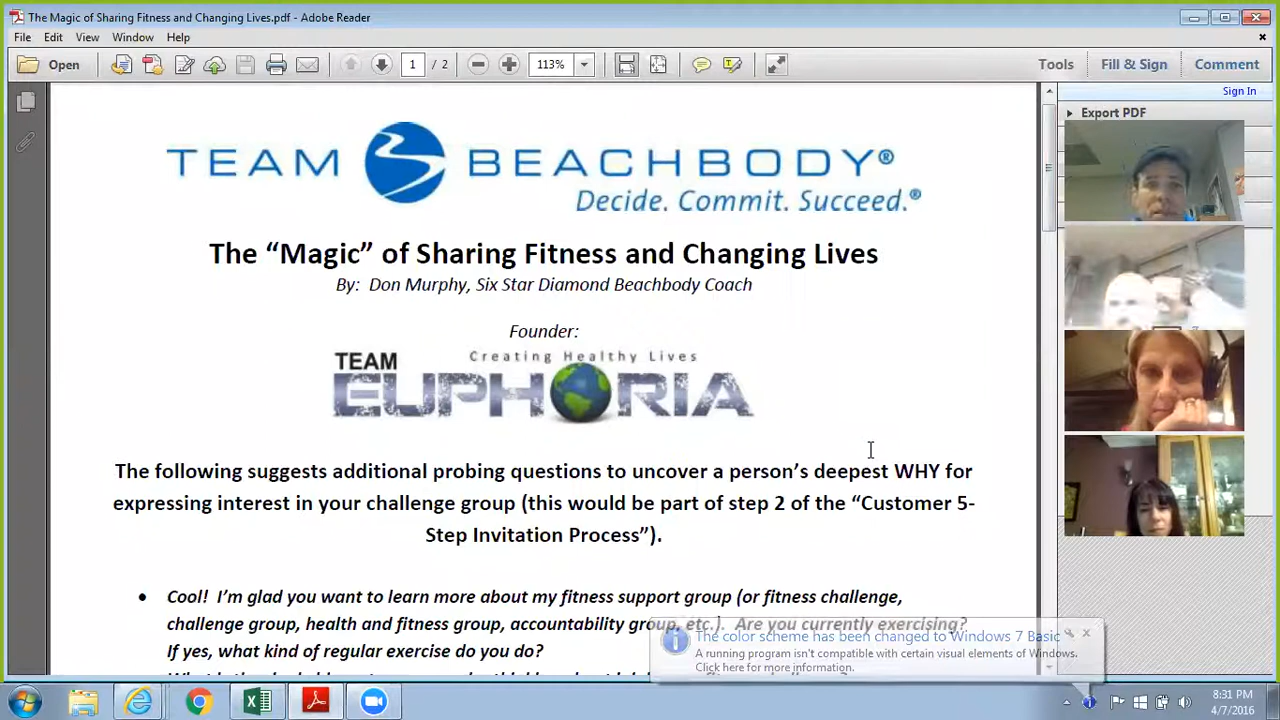 The Magic of Sharing Fitness and Changing Lives.pdf - Adobe Reader
File Edit View Window Help
Open 1 / 2 113% Tools Fill & Sign Comment
Sign In
Export PDF
TEAM BEACHBODY®
Decide. Commit. Succeed.®
The “Magic” of Sharing Fitness and Changing Lives
By: Don Murphy, Six Star Diamond Beachbody Coach
Founder:
TEAM Creating Healthy Lives
EUPHORIA
The following suggests additional probing questions to uncover a person’s deepest WHY for
expressing interest in your challenge group (this would be part of step 2 of the “Customer 5-
Step Invitation Process”).
• Cool! I’m glad you want to learn more about my fitness support group (or fitness challenge,
challenge group, health and fitness group, accountability group, etc.). Are you currently exercising?
If yes, what kind of regular exercise do you do?
The color scheme has been changed to Windows 7 Basic
A running program isn't compatible with certain visual elements of Windows.
Click here for more information.
8:31 PM
4/7/2016